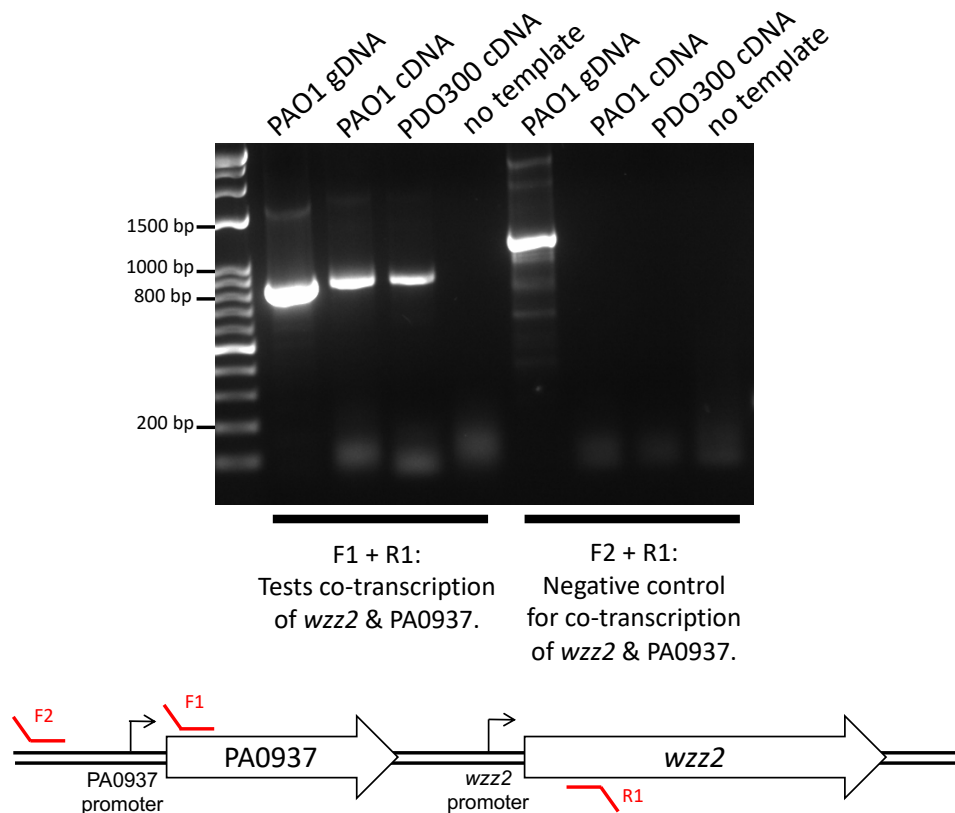 PAO1 gDNA
PAO1 cDNA
PDO300 cDNA
no template
PAO1 gDNA
PAO1 cDNA
PDO300 cDNA
no template
1500 bp
1000 bp
800 bp
200 bp
F1 + R1:
Tests co-transcription
of wzz2 & PA0937.
F2 + R1:
Negative control
for co-transcription
of wzz2 & PA0937.
F2
F1
PA0937
wzz2
PA0937
promoter
wzz2
promoter
R1